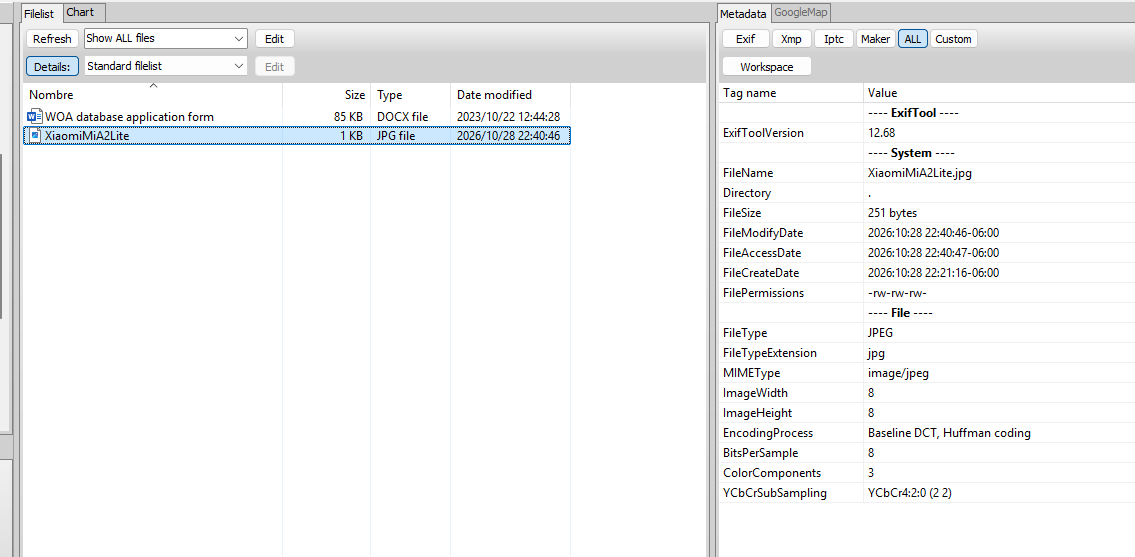 Filelist Chart
Refresh Show ALL files Edit
Details: Standard filelist Edit
Nombre Size Type Date modified
WOA database application form 85 KB DOCX file 2023/10/22 12:44:28
XiaomiMiA2Lite 1 KB JPG file 2026/10/28 22:40:46
Metadata GoogleMap
Exif Xmp Iptc Maker ALL Custom
Workspace
Tag name Value
---- ExifTool ----
ExifToolVersion 12.68
---- System ----
FileName XiaomiMiA2Lite.jpg
Directory .
FileSize 251 bytes
FileModifyDate 2026:10:28 22:40:46-06:00
FileAccessDate 2026:10:28 22:40:47-06:00
FileCreateDate 2026:10:28 22:21:16-06:00
FilePermissions -rw-rw-rw-
---- File ----
FileType JPEG
FileTypeExtension jpg
MIMEType image/jpeg
ImageWidth 8
ImageHeight 8
EncodingProcess Baseline DCT, Huffman coding
BitsPerSample 8
ColorComponents 3
YCbCrSubSampling YCbCr4:2:0 (2 2)